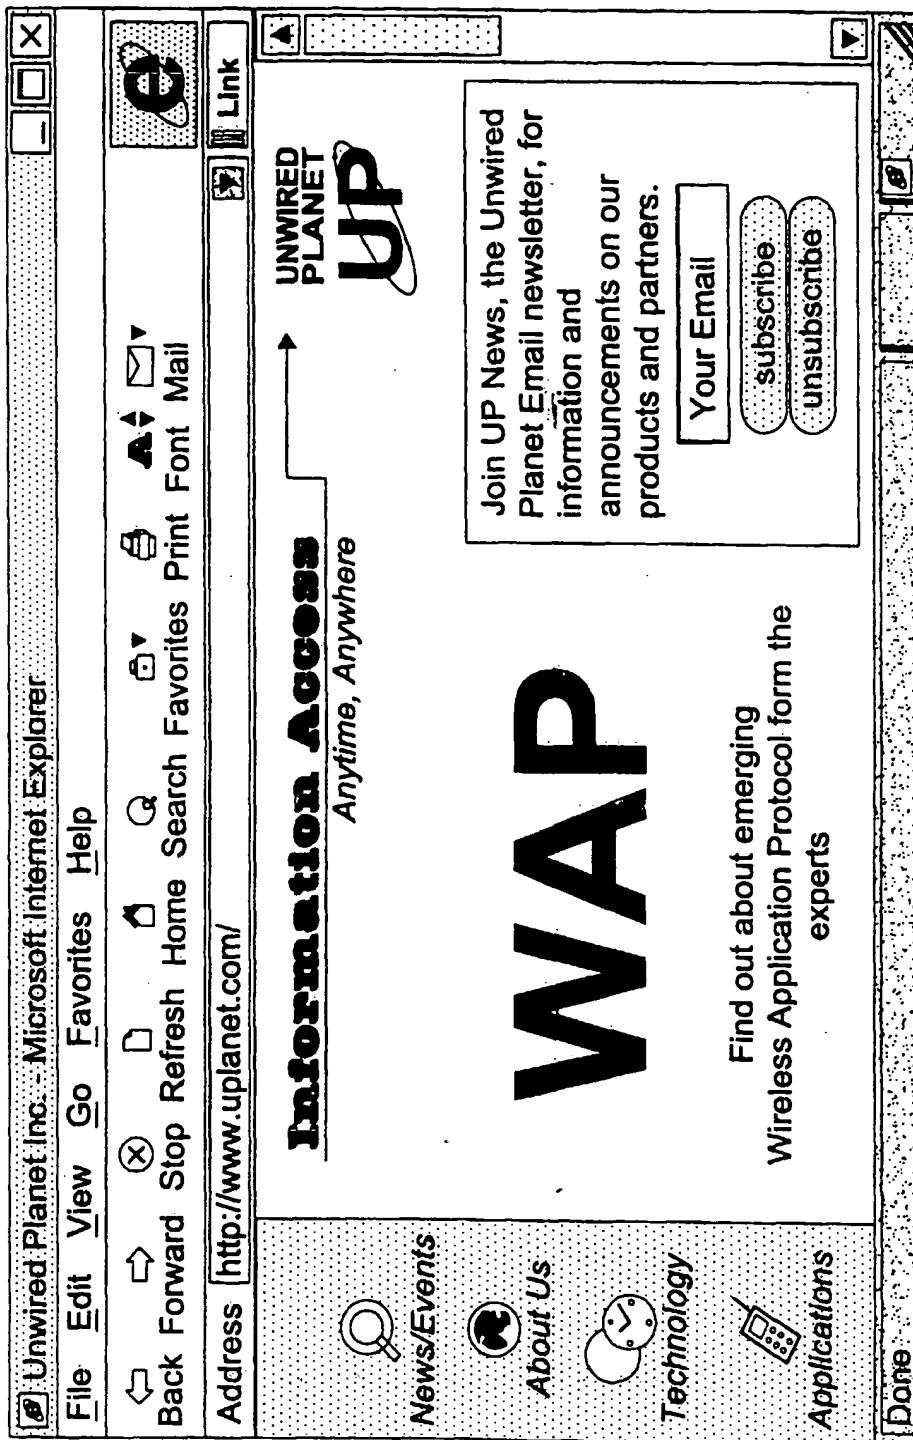 Unwired Planet Inc. - Microsoft Internet Explorer
File Edit View Go Favorites Help
Back Forward Stop Refresh Home Search Favorites Print Font Mail
Address http://www.uplanet.com/ Link
Information Access
Anytime, Anywhere
UNWIRED
PLANET
UP
News/Events
About Us
Technology
Applications
WAP
Find out about emerging
Wireless Application Protocol form the
experts
Join UP News, the Unwired
Planet Email newsletter, for
information and
announcements on our
products and partners.
Your Email
subscribe
unsubscribe
Done